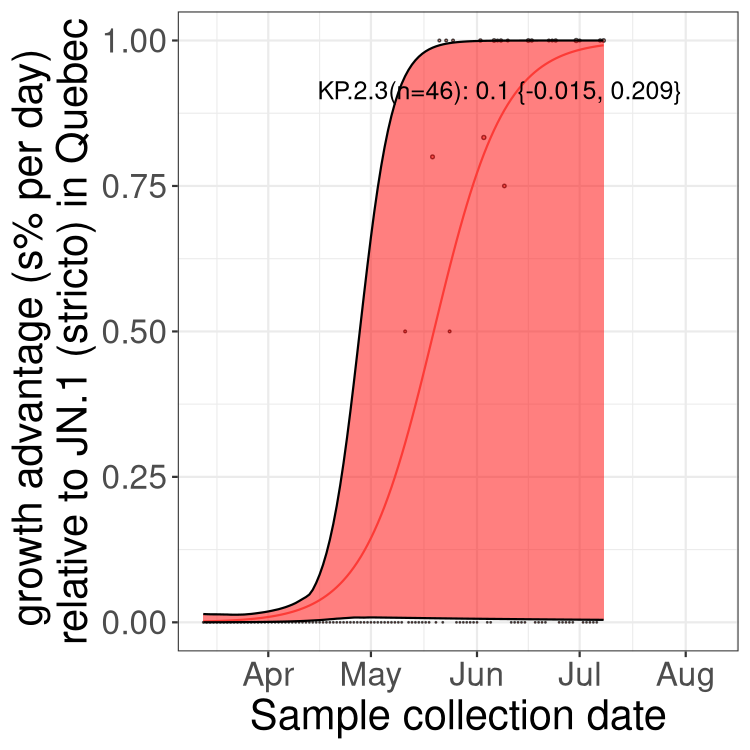 growth advantage (s% per day)
relative to JN.1 (stricto) in Quebec
1.00
0.75
0.50
0.25
0.00
KP.2.3(n=46): 0.1 {-0.015, 0.209}
Apr May Jun Jul Aug
Sample collection date